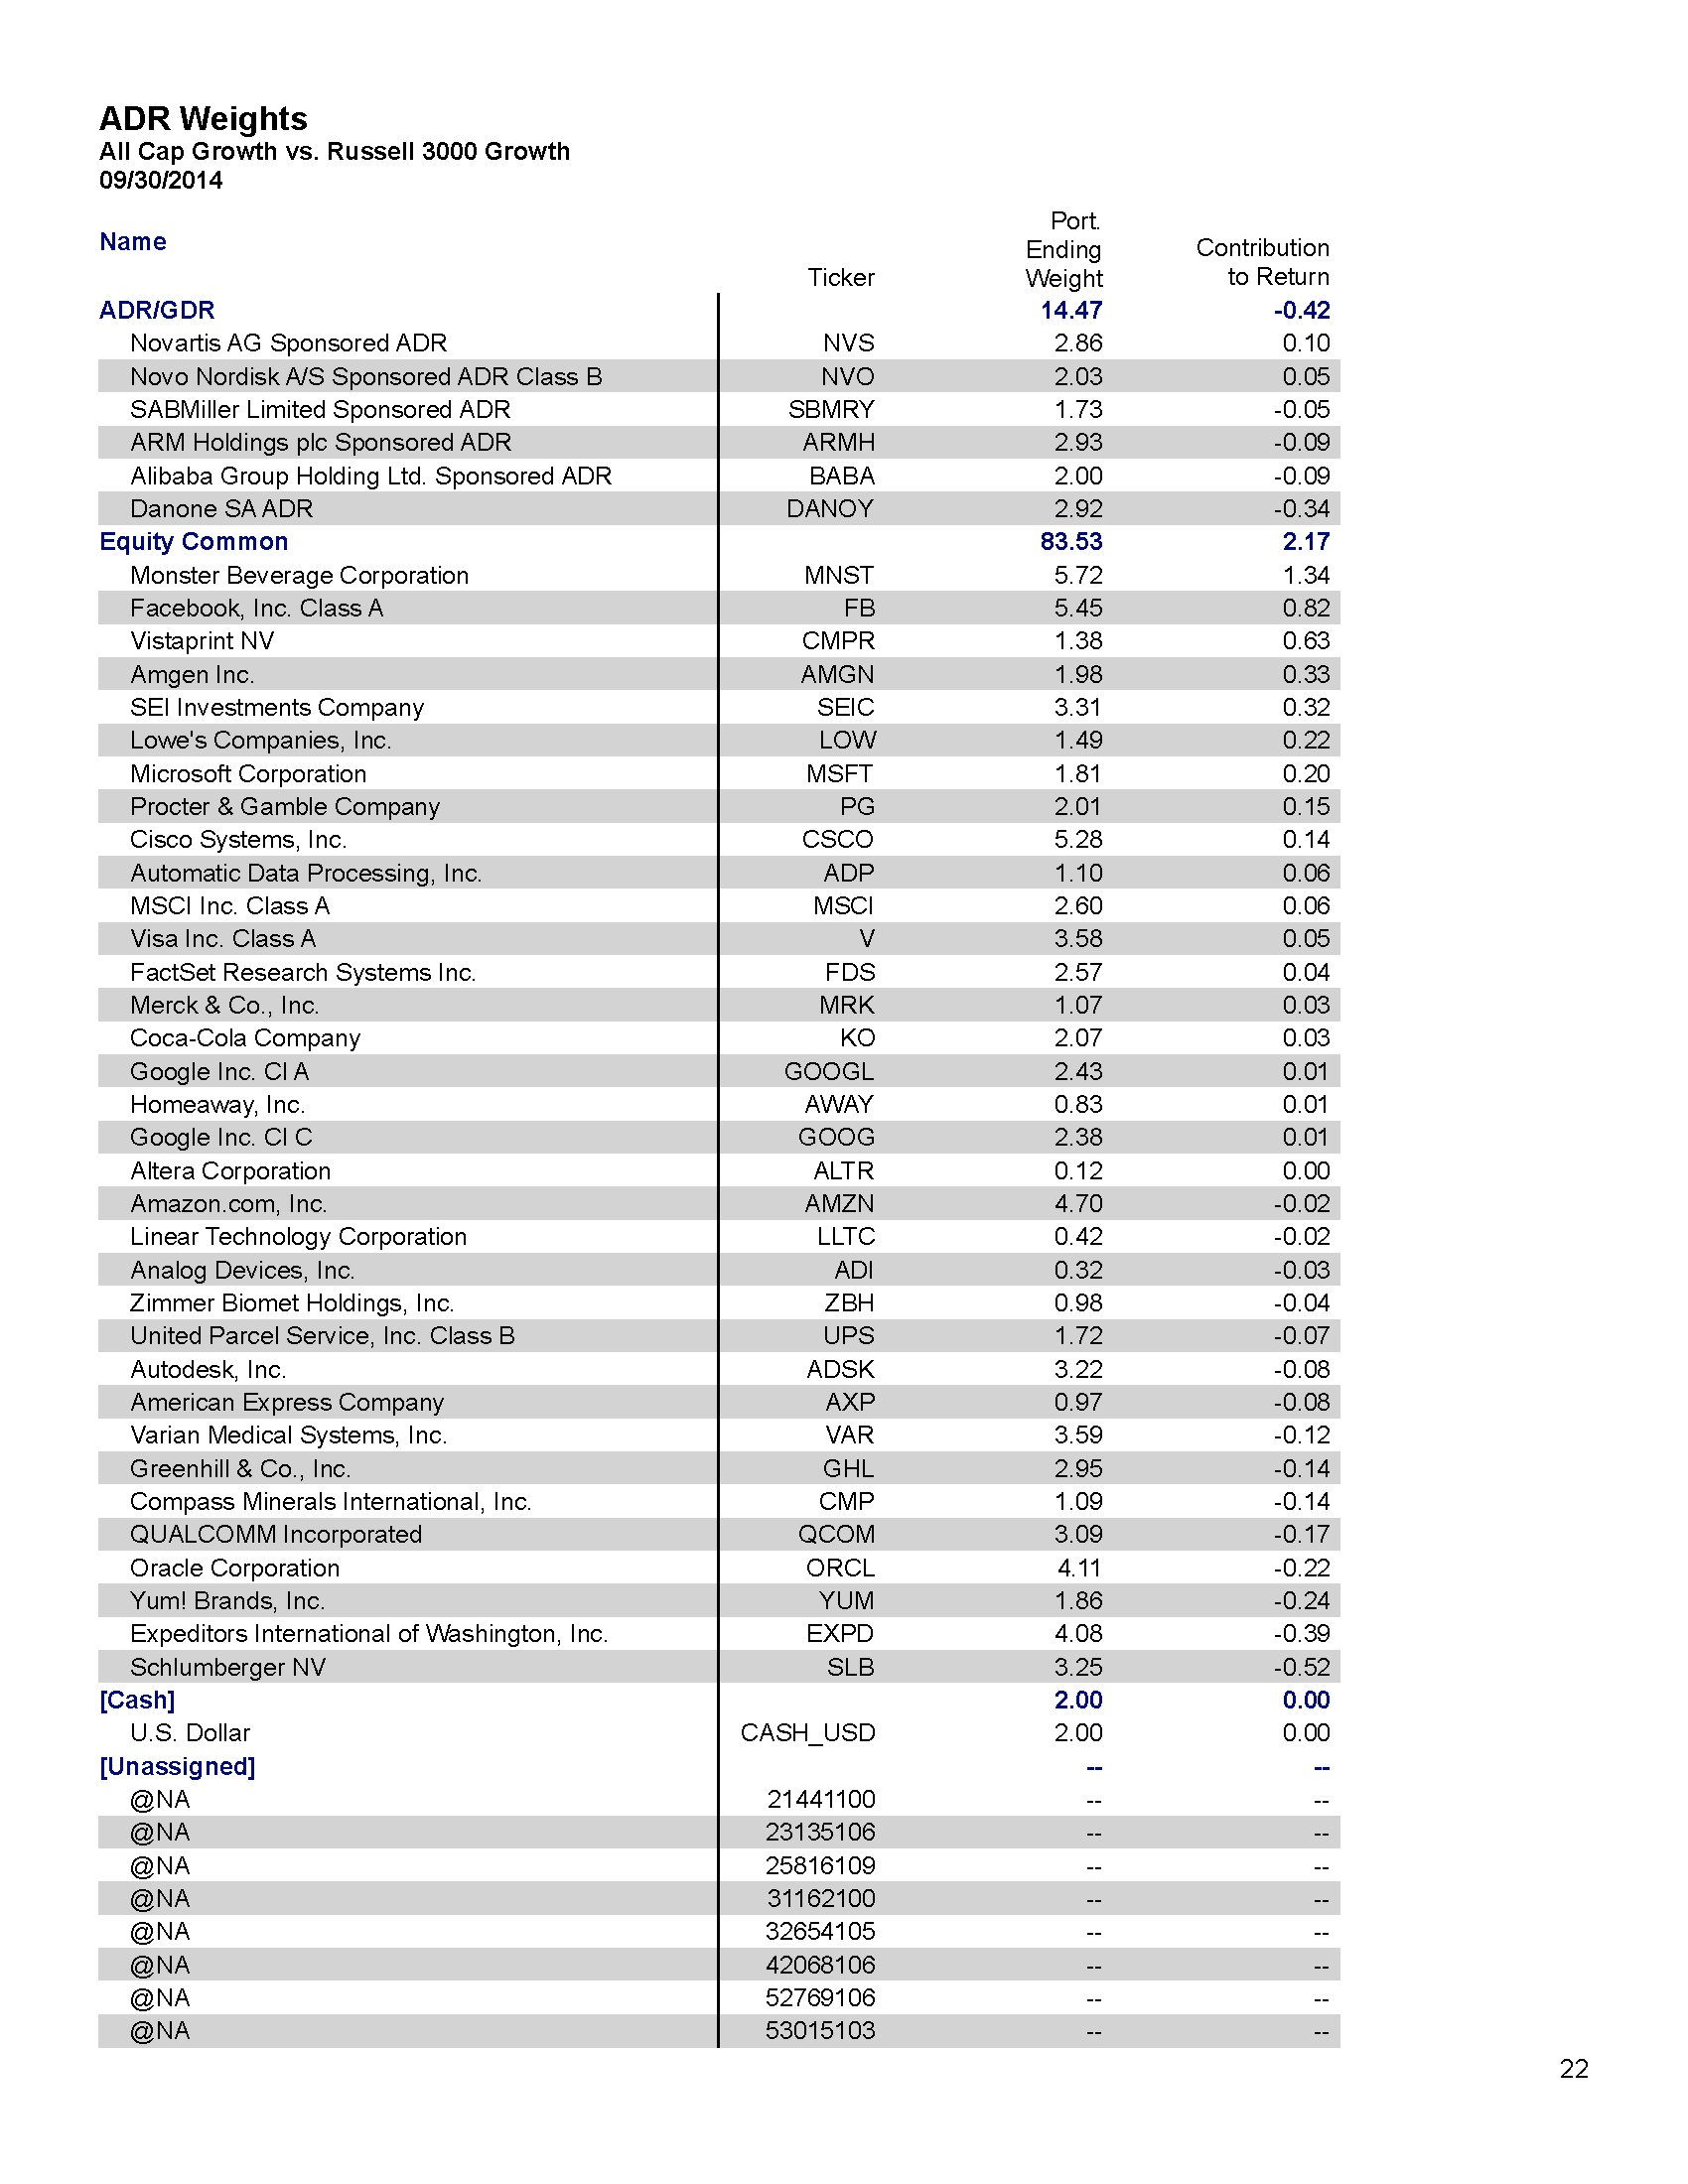 ADR Weights
All Cap Growth vs. Russell 3000 Growth
09/30/2014
Name Ticker Port. Ending Weight Contribution to Return
ADR/GDR 14.47 -0.42
Novartis AG Sponsored ADR NVS 2.86 0.10
Novo Nordisk A/S Sponsored ADR Class B NVO 2.03 0.05
SABMiller Limited Sponsored ADR SBMRY 1.73 -0.05
ARM Holdings plc Sponsored ADR ARMH 2.93 -0.09
Alibaba Group Holding Ltd. Sponsored ADR BABA 2.00 -0.09
Danone SA ADR DANOY 2.92 -0.34
Equity Common 83.53 2.17
Monster Beverage Corporation MNST 5.72 1.34
Facebook, Inc. Class A FB 5.45 0.82
Vistaprint NV CMPR 1.38 0.63
Amgen Inc. AMGN 1.98 0.33
SEI Investments Company SEIC 3.31 0.32
Lowe's Companies, Inc. LOW 1.49 0.22
Microsoft Corporation MSFT 1.81 0.20
Procter & Gamble Company PG 2.01 0.15
Cisco Systems, Inc. CSCO 5.28 0.14
Automatic Data Processing, Inc. ADP 1.10 0.06
MSCI Inc. Class A MSCI 2.60 0.06
Visa Inc. Class A V 3.58 0.05
FactSet Research Systems Inc. FDS 2.57 0.04
Merck & Co., Inc. MRK 1.07 0.03
Coca-Cola Company KO 2.07 0.03
Google Inc. Cl A GOOGL 2.43 0.01
Homeaway, Inc. AWAY 0.83 0.01
Google Inc. Cl C GOOG 2.38 0.01
Altera Corporation ALTR 0.12 0.00
Amazon.com, Inc. AMZN 4.70 -0.02
Linear Technology Corporation LLTC 0.42 -0.02
Analog Devices, Inc. ADI 0.32 -0.03
Zimmer Biomet Holdings, Inc. ZBH 0.98 -0.04
United Parcel Service, Inc. Class B UPS 1.72 -0.07
Autodesk, Inc. ADSK 3.22 -0.08
American Express Company AXP 0.97 -0.08
Varian Medical Systems, Inc. VAR 3.59 -0.12
Greenhill & Co., Inc. GHL 2.95 -0.14
Compass Minerals International, Inc. CMP 1.09 -0.14
QUALCOMM Incorporated QCOM 3.09 -0.17
Oracle Corporation ORCL 4.11 -0.22
Yum! Brands, Inc. YUM 1.86 -0.24
Expeditors International of Washington, Inc. EXPD 4.08 -0.39
Schlumberger NV SLB 3.25 -0.52
[Cash] 2.00 0.00
U.S. Dollar CASH_USD 2.00 0.00
[Unassigned] -- --
@NA 21441100 -- --
@NA 23135106 -- --
@NA 25816109 -- --
@NA 31162100 -- --
@NA 32654105 -- --
@NA 42068106 -- --
@NA 52769106 -- --
@NA 53015103 -- --
22